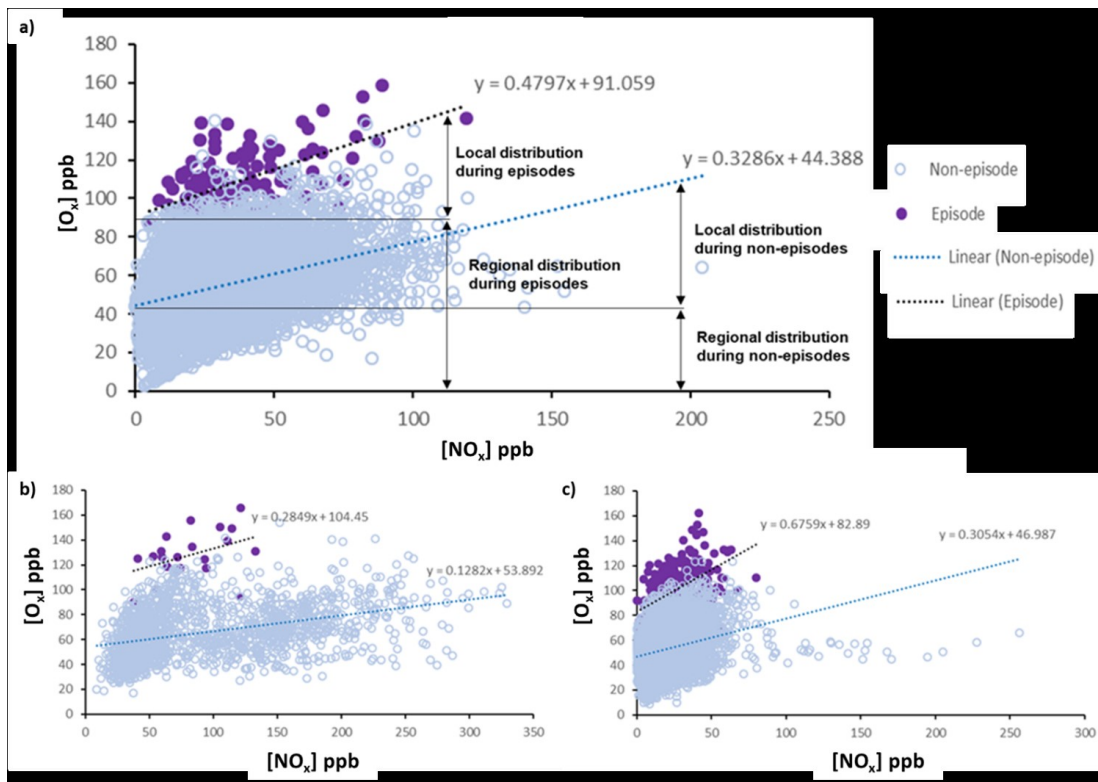 a)
180
160
140
120
100
80
60
40
20
0
[Oₓ] ppb
y = 0.4797x + 91.059
y = 0.3286x + 44.388
Local distribution
during episodes
Regional distribution
during episodes
Local distribution
during non-episodes
Regional distribution
during non-episodes
0 50 100 150 200 250
[NOₓ] ppb
Non-episode
Episode
Linear (Non-episode)
Linear (Episode)
b)
180
160
140
120
100
80
60
40
20
0
[Oₓ] ppb
y = 0.2849x + 104.45
y = 0.1282x + 53.892
0 50 100 150 200 250 300 350
[NOₓ] ppb
c)
180
160
140
120
100
80
60
40
20
0
[Oₓ] ppb
y = 0.6759x + 82.89
y = 0.3054x + 46.987
0 50 100 150 200 250 300
[NOₓ] ppb